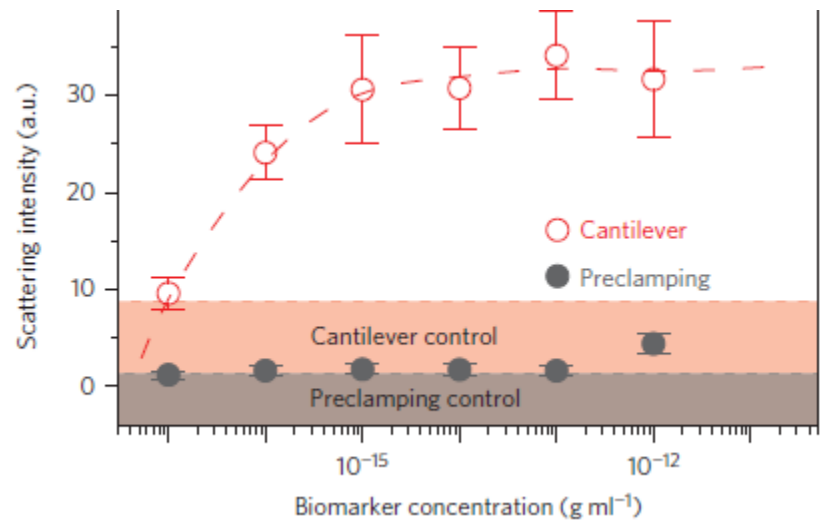 Scattering intensity (a.u.)
30
20
10
0
Cantilever
Preclamping
Cantilever control
Preclamping control
10⁻¹⁵
10⁻¹²
Biomarker concentration (g ml⁻¹)